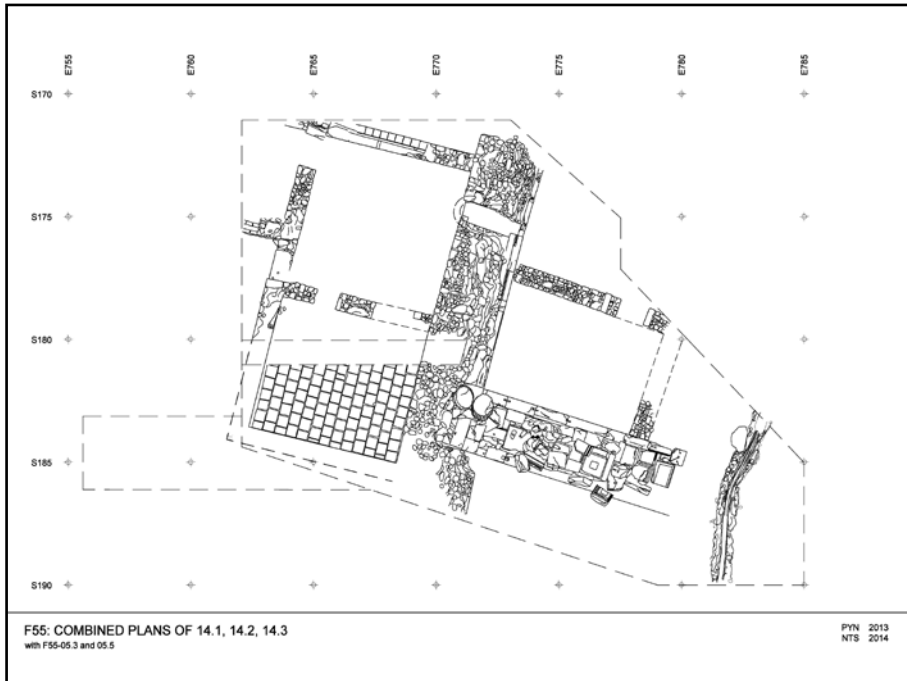 E755 E760 E765 E770 E775 E780 E785
S170
S175
S180
S185
S190
F55: COMBINED PLANS OF 14.1, 14.2, 14.3
with F55-05.3 and 05.5
PYN 2013
NTS 2014